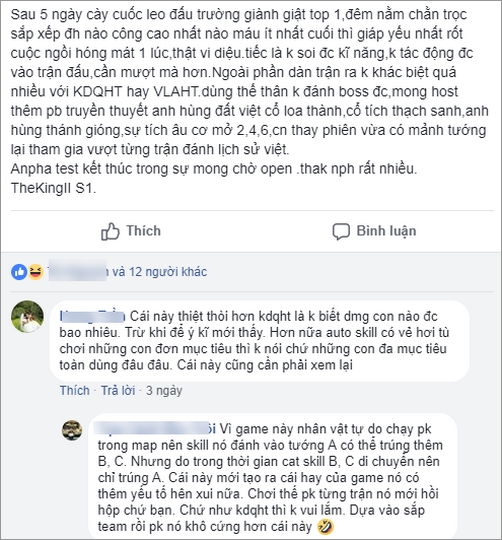 Sau 5 ngày cày cuốc leo đấu trường giành giật top 1,đêm nằm chằn trọc
sắp xếp đh nào công cao nhất nào máu ít nhất cuối thì giáp yếu nhất rốt
cuộc ngồi hóng mát 1 lúc,thật vi diệu.tiếc là k soi đc kĩ năng,k tác động đc
vào trận đấu,cần mượt mà hơn.Ngoài phần dàn trận ra k khác biệt quá
nhiều với KDQHT hay VLAHT.dùng thế thân k đánh boss đc,mong host
thêm pb truyền thuyết anh hùng đất việt cổ loa thành,cổ tích thạch sanh,anh
hùng thánh gióng,sự tích âu cơ mở 2,4,6,cn thay phiên vừa có mảnh tướng
lại tham gia vượt từng trận đánh lịch sử việt.
Anpha test kết thúc trong sự mong chờ open .thak nph rất nhiều.
TheKingII S1.
Thích Bình luận
và 12 người khác
Cái này thiệt thòi hơn kdqht là k biết dmg con nào đc
bao nhiêu. Trừ khi để ý kĩ mới thấy. Hơn nữa auto skill có vẻ hơi tù
chơi những con đơn mục tiêu thì k nói chứ những con đa mục tiêu
toàn dùng đâu đâu. Cái này cũng cần phải xem lại
Thích · Trả lời · 3 ngày
Vì game này nhân vật tự do chạy pk
trong map nên skill nó đánh vào tướng A có thể trúng thêm
B, C. Nhưng do trong thời gian cat skill B, C di chuyển nên
chỉ trúng A. Cái này mới tạo ra cái hay của game nó có
thêm yếu tố hên xui nữa. Chơi thế pk từng trận nó mới hồi
hộp chứ bạn. Chứ như kdqht thì k vui lắm. Dựa vào sắp
team rồi pk nó khô cứng hơn cái này 🤣